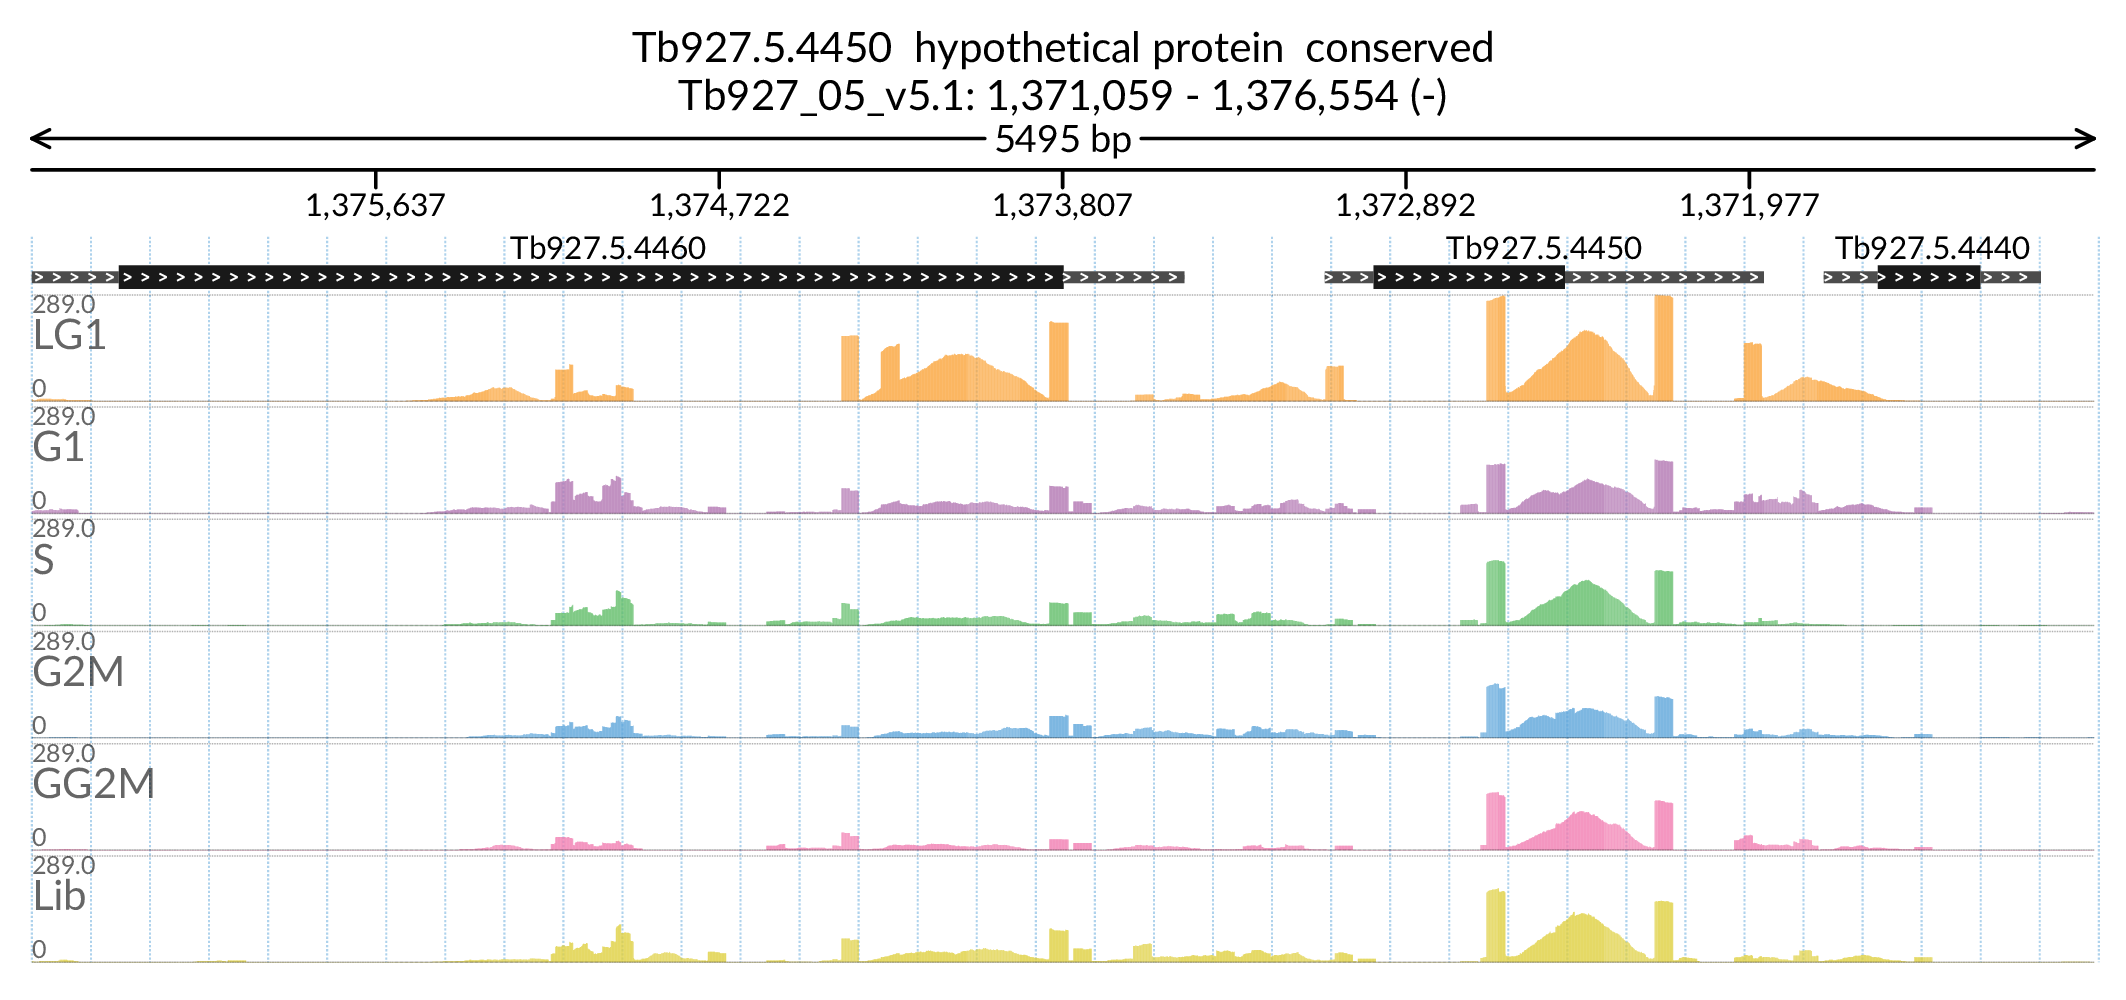 Tb927.5.4450  hypothetical protein  conserved
Tb927_05_v5.1: 1,371,059 - 1,376,554 (-)
5495 bp
1,375,637 1,374,722 1,373,807 1,372,892 1,371,977
Tb927.5.4460 Tb927.5.4450 Tb927.5.4440
289.0
LG1
0
289.0
G1
0
289.0
S
0
289.0
G2M
0
289.0
GG2M
0
289.0
Lib
0